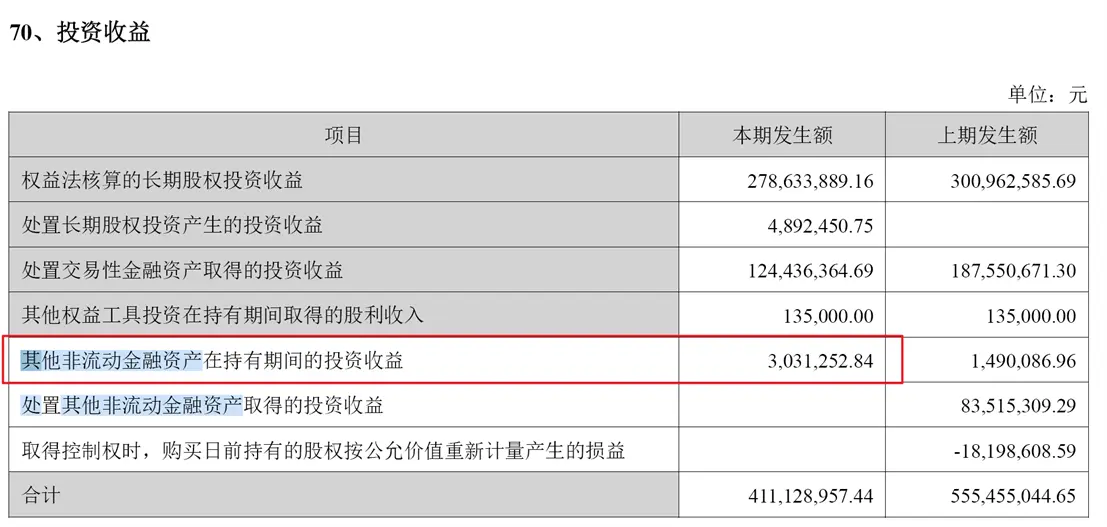 70、投资收益
单位：元
项目 本期发生额 上期发生额
权益法核算的长期股权投资收益 278,633,889.16 300,962,585.69
处置长期股权投资产生的投资收益 4,892,450.75
处置交易性金融资产取得的投资收益 124,436,364.69 187,550,671.30
其他权益工具投资在持有期间取得的股利收入 135,000.00 135,000.00
其他非流动金融资产在持有期间的投资收益 3,031,252.84 1,490,086.96
处置其他非流动金融资产取得的投资收益 83,515,309.29
取得控制权时，购买日前持有的股权按公允价值重新计量产生的损益 -18,198,608.59
合计 411,128,957.44 555,455,044.65